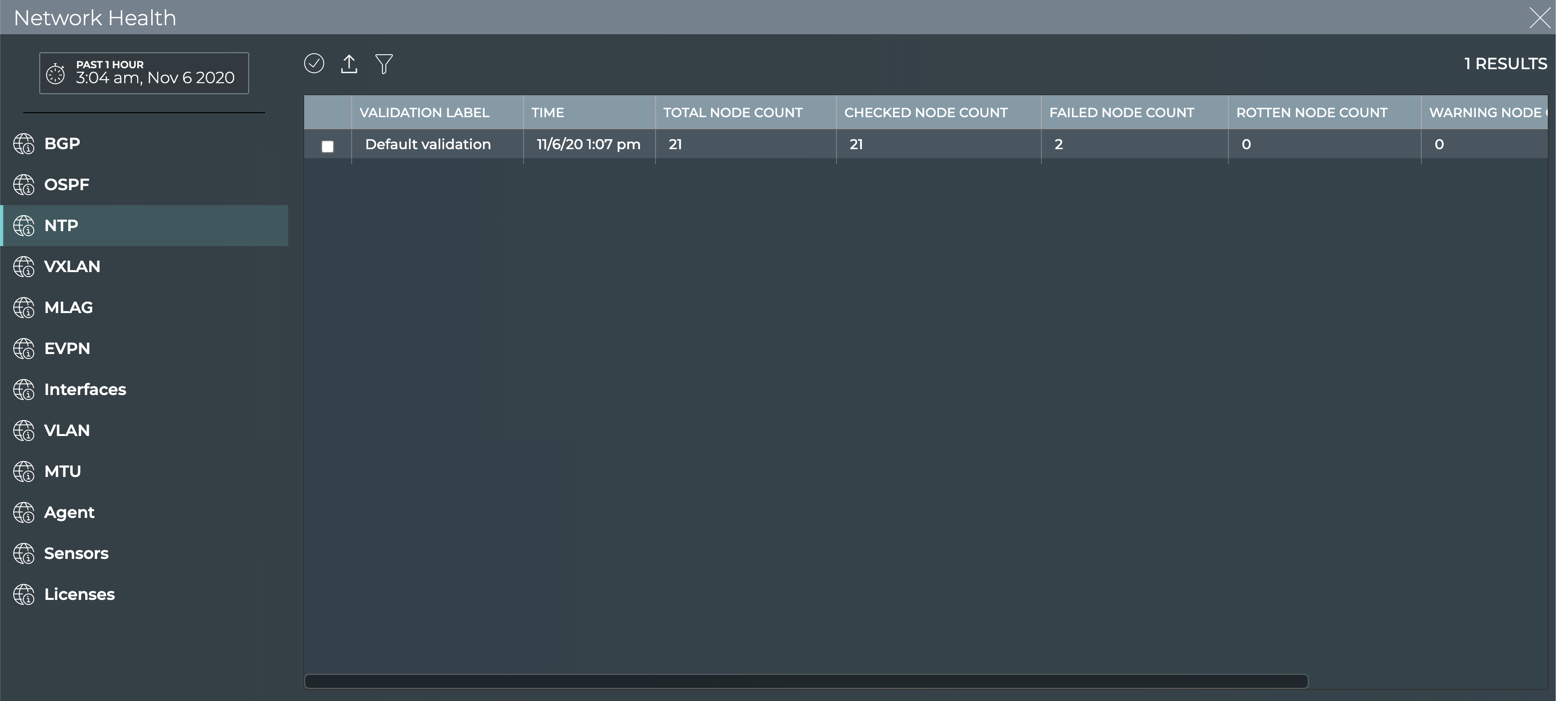 Network Health
PAST 1 HOUR
3:04 am, Nov 6 2020
1 RESULTS
VALIDATION LABEL TIME TOTAL NODE COUNT CHECKED NODE COUNT FAILED NODE COUNT ROTTEN NODE COUNT WARNING NODE
Default validation 11/6/20 1:07 pm 21 21 2 0 0
BGP
OSPF
NTP
VXLAN
MLAG
EVPN
Interfaces
VLAN
MTU
Agent
Sensors
Licenses